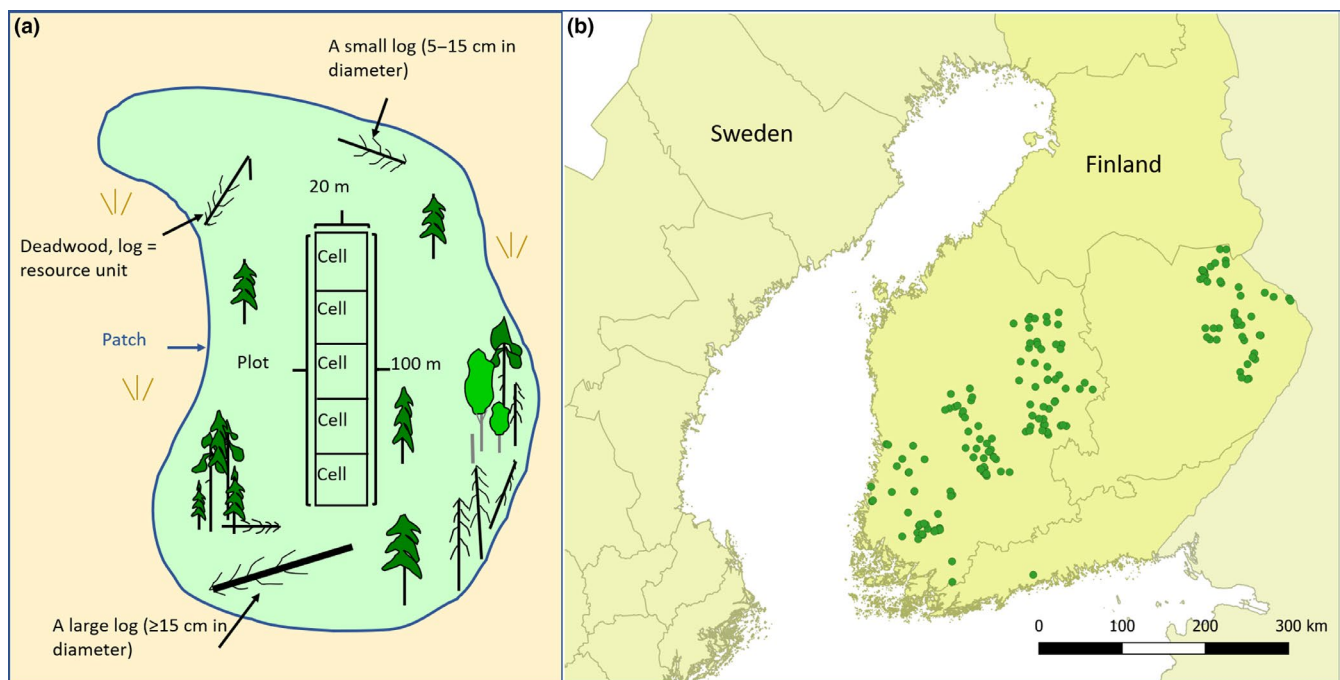 (a)
A small log (5–15 cm in
diameter)
20 m
Deadwood, log =
resource unit
Cell
Cell
Patch
Plot
Cell
100 m
Cell
Cell
A large log (≥15 cm in
diameter)
(b)
Sweden
Finland
0 100 200 300 km